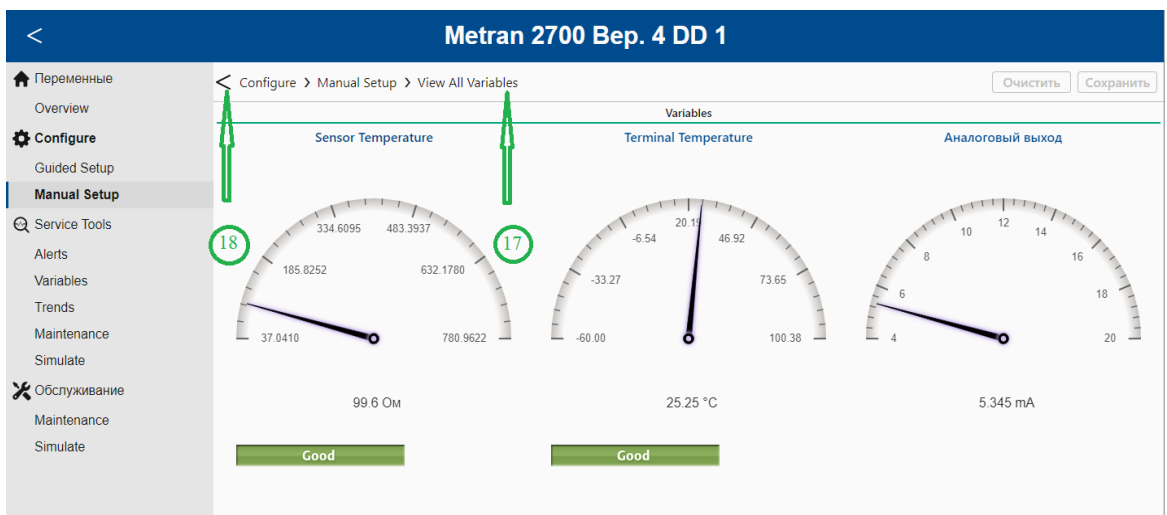 <
Metran 2700 Вер. 4 DD 1
Переменные
Overview
Configure
Guided Setup
Manual Setup
Service Tools
Alerts
Variables
Trends
Maintenance
Simulate
Обслуживание
Maintenance
Simulate
< Configure > Manual Setup > View All Variables
Очистить Сохранить
Variables
Sensor Temperature
37.0410
185.8252
334.6095
483.3937
632.1780
780.9622
99.6 Ом
Good
Terminal Temperature
-60.00
-33.27
-6.54
20.19
46.92
73.65
100.38
25.25 °C
Good
Аналоговый выход
4
6
8
10
12
14
16
18
20
5.345 mA
18
17